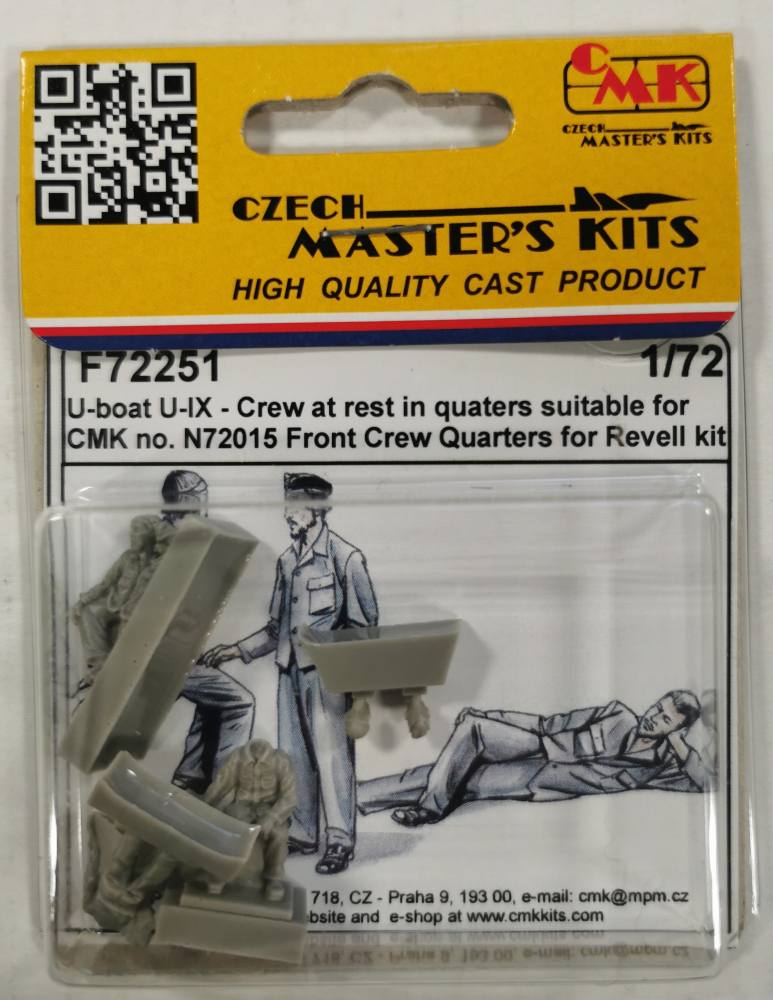 CMK
CZECH
MASTER'S KITS
CZECH
MASTER'S KITS
HIGH QUALITY CAST PRODUCT
F72251 1/72
U-boat U-IX - Crew at rest in quaters suitable for
CMK no. N72015 Front Crew Quarters for Revell kit
718, CZ - Praha 9, 193 00, e-mail: cmk@mpm.cz
bsite and e-shop at www.cmkkits.com